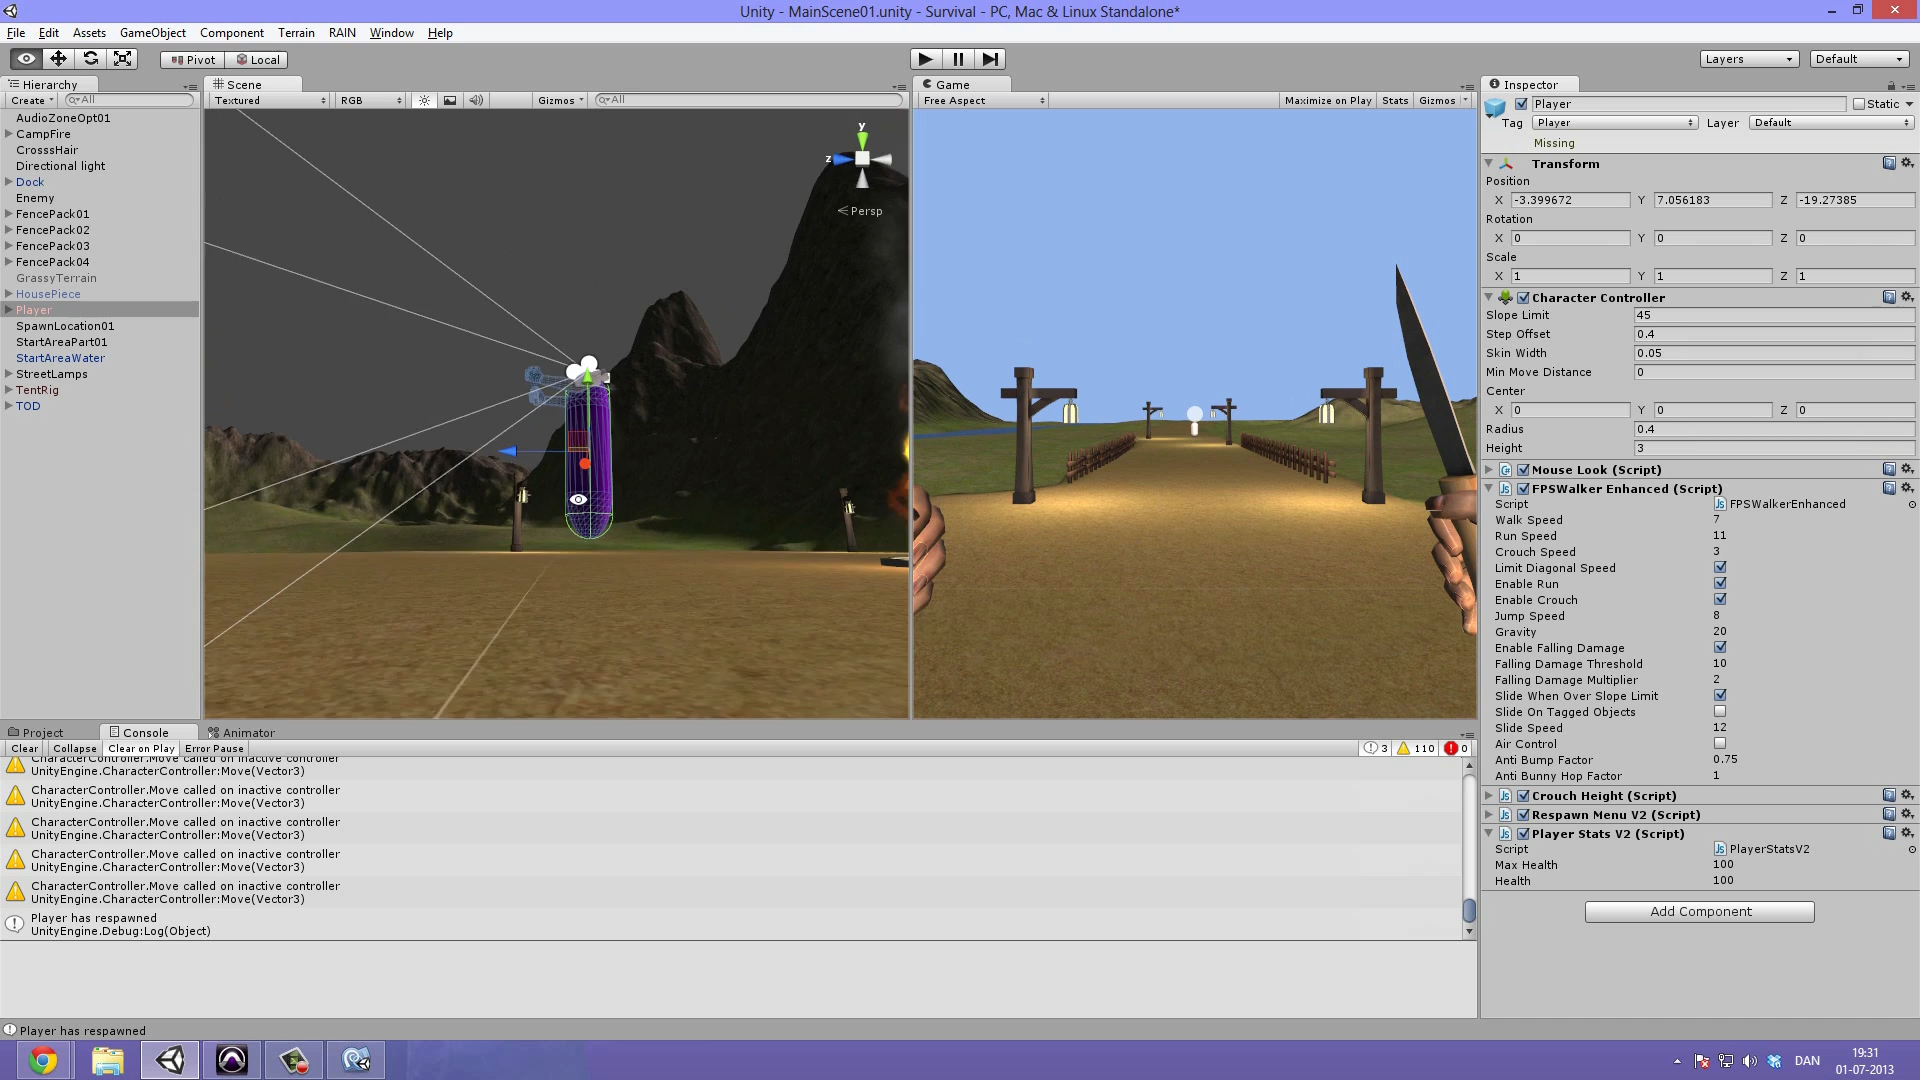 Unity - MainScene01.unity - Survival - PC, Mac & Linux Standalone*
File Edit Assets GameObject Component Terrain RAIN Window Help
Pivot Local Layers Default
Hierarchy
Create All
AudioZoneOpt01
CampFire
CrosssHair
Directional light
Dock
Enemy
FencePack01
FencePack02
FencePack03
FencePack04
GrassyTerrain
HousePiece
Player
SpawnLocation01
StartAreaPart01
StartAreaWater
StreetLamps
TentRig
TOD
Scene
Textured RGB Gizmos All
y
z
Persp
Game
Free Aspect Maximize on Play Stats Gizmos
Inspector
Player Static
Tag Player Layer Default
Missing
Transform
Position
X -3.399672 Y 7.056183 Z -19.27385
Rotation
X 0 Y 0 Z 0
Scale
X 1 Y 1 Z 1
Character Controller
Slope Limit 45
Step Offset 0.4
Skin Width 0.05
Min Move Distance 0
Center
X 0 Y 0 Z 0
Radius 0.4
Height 3
Mouse Look (Script)
FPSWalker Enhanced (Script)
Script FPSWalkerEnhanced
Walk Speed 7
Run Speed 11
Crouch Speed 3
Limit Diagonal Speed
Enable Run
Enable Crouch
Jump Speed 8
Gravity 20
Enable Falling Damage
Falling Damage Threshold 10
Falling Damage Multiplier 2
Slide When Over Slope Limit
Slide On Tagged Objects
Slide Speed 12
Air Control
Anti Bump Factor 0.75
Anti Bunny Hop Factor 1
Crouch Height (Script)
Respawn Menu V2 (Script)
Player Stats V2 (Script)
Script PlayerStatsV2
Max Health 100
Health 100
Add Component
Project Console Animator
Clear Collapse Clear on Play Error Pause 3 110 0
CharacterController.Move called on inactive controller
UnityEngine.CharacterController:Move(Vector3)
CharacterController.Move called on inactive controller
UnityEngine.CharacterController:Move(Vector3)
CharacterController.Move called on inactive controller
UnityEngine.CharacterController:Move(Vector3)
CharacterController.Move called on inactive controller
UnityEngine.CharacterController:Move(Vector3)
CharacterController.Move called on inactive controller
UnityEngine.CharacterController:Move(Vector3)
Player has respawned
UnityEngine.Debug:Log(Object)
Player has respawned
DAN
19:31
01-07-2013